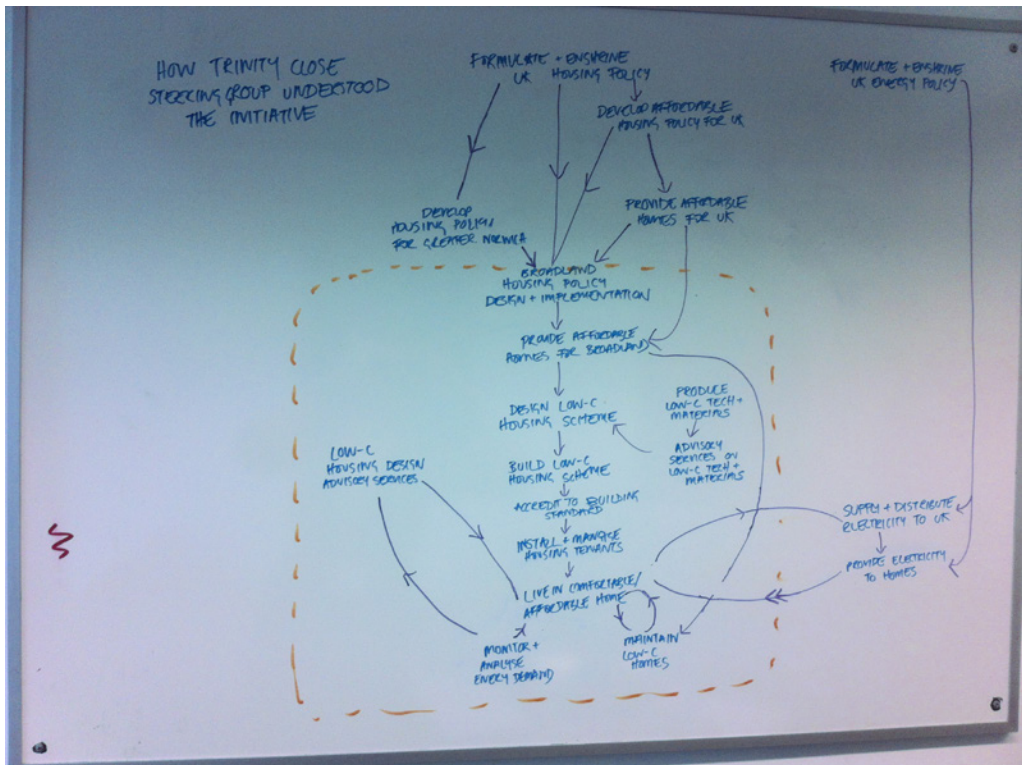 HOW TRINITY CLOSE
STEERING GROUP UNDERSTOOD
THE INITIATIVE
FORMULATE + ENSHRINE
UK HOUSING POLICY
FORMULATE + ENSHRINE
UK ENERGY POLICY
DEVELOP AFFORDABLE
HOUSING POLICY FOR UK
DEVELOP
HOUSING POLICY
FOR GREATER NORWICH
PROVIDE AFFORDABLE
HOMES FOR UK
BROADLAND
HOUSING POLICY
DESIGN + IMPLEMENTATION
PROVIDE AFFORDABLE
HOMES FOR BROADLAND
DESIGN LOW-C
HOUSING SCHEME
PRODUCE
LOW-C TECH +
MATERIALS
ADVISORY
SERVICES ON
LOW-C TECH +
MATERIALS
LOW-C
HOUSING DESIGN
ADVISORY SERVICES
BUILD LOW-C
HOUSING SCHEME
ACCREDIT TO BUILDING
STANDARD
INSTALL + MANAGE
HOUSING TENANTS
SUPPLY + DISTRIBUTE
ELECTRICITY TO UK
PROVIDE ELECTRICITY
TO HOMES
LIVE IN COMFORTABLE/
AFFORDABLE HOME
MONITOR +
ANALYSE
ENERGY DEMAND
MAINTAIN
LOW-C
HOMES